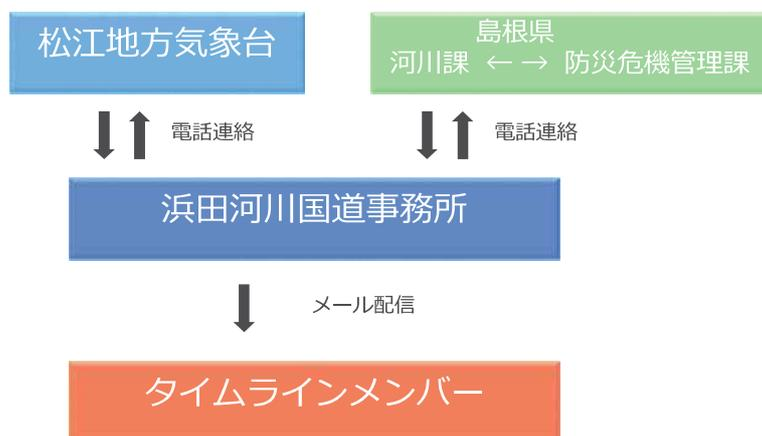 松江地方気象台
島根県
河川課 ←→ 防災危機管理課
電話連絡
電話連絡
浜田河川国道事務所
メール配信
タイムラインメンバー